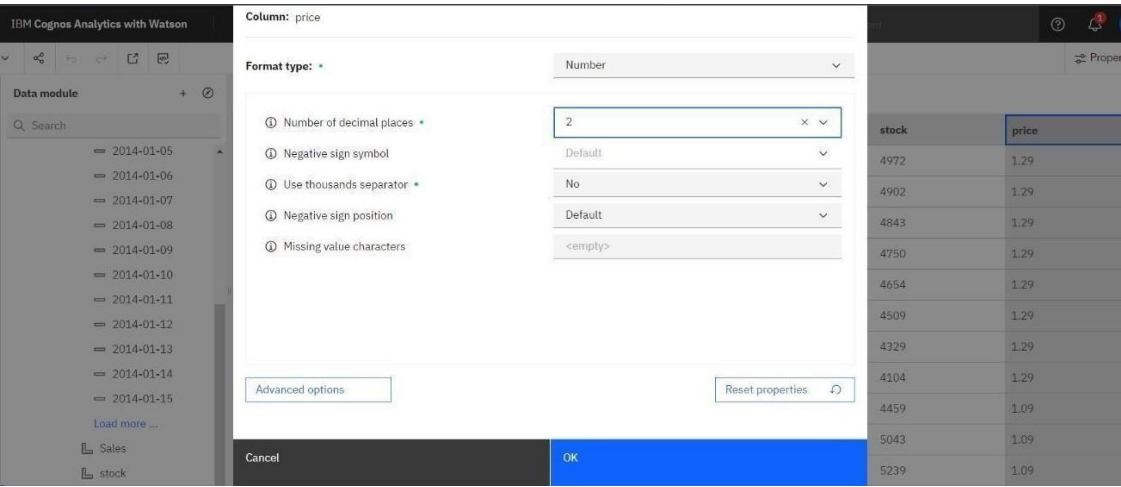 IBM Cognos Analytics with Watson
Column: price
1
Proper
Format type: • Number
Data module
Search
2014-01-05
2014-01-06
2014-01-07
2014-01-08
2014-01-09
2014-01-10
2014-01-11
2014-01-12
2014-01-13
2014-01-14
2014-01-15
Load more ...
Sales
stock
Number of decimal places • 2
Negative sign symbol Default
Use thousands separator • No
Negative sign position Default
Missing value characters <empty>
Advanced options
Reset properties
Cancel
OK
stock price
4972 1.29
4902 1.29
4843 1.29
4750 1.29
4654 1.29
4509 1.29
4329 1.29
4104 1.29
4459 1.09
5043 1.09
5239 1.09